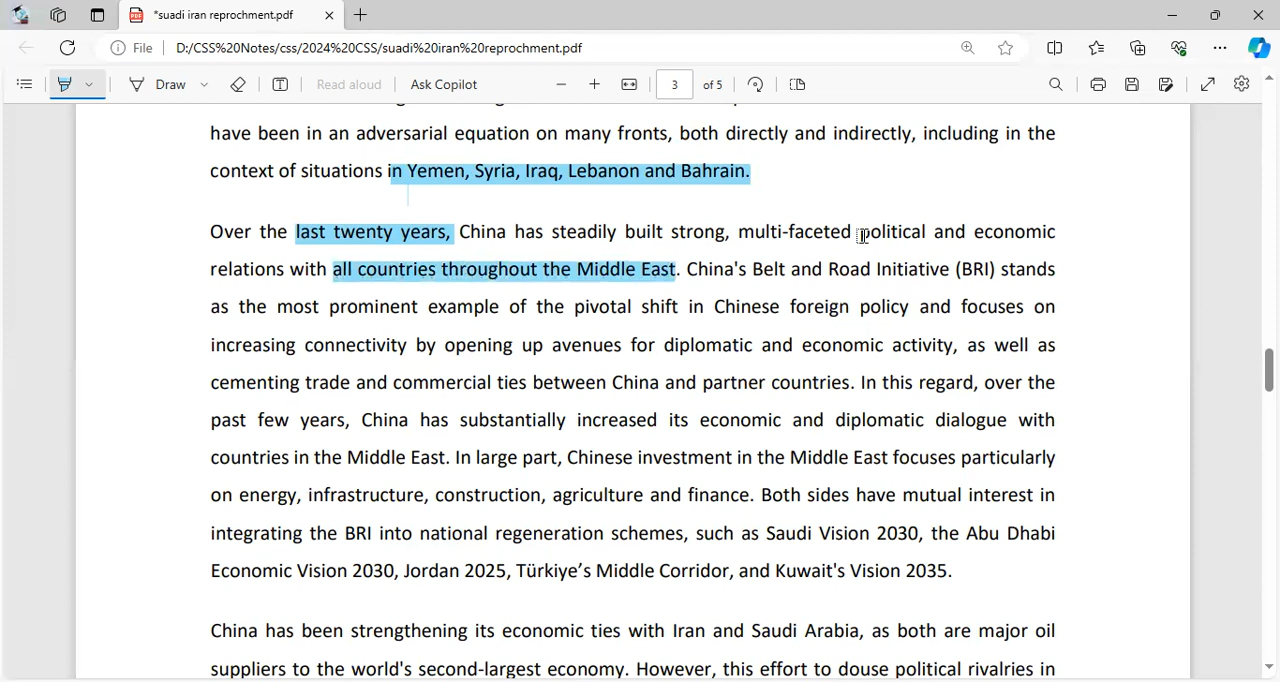 *suadi iran reprochment.pdf
File D:/CSS%20Notes/css/2024%20CSS/suadi%20iran%20reprochment.pdf
Draw Read aloud Ask Copilot 3 of 5
have been in an adversarial equation on many fronts, both directly and indirectly, including in the
context of situations in Yemen, Syria, Iraq, Lebanon and Bahrain.
Over the last twenty years, China has steadily built strong, multi-faceted political and economic
relations with all countries throughout the Middle East. China's Belt and Road Initiative (BRI) stands
as the most prominent example of the pivotal shift in Chinese foreign policy and focuses on
increasing connectivity by opening up avenues for diplomatic and economic activity, as well as
cementing trade and commercial ties between China and partner countries. In this regard, over the
past few years, China has substantially increased its economic and diplomatic dialogue with
countries in the Middle East. In large part, Chinese investment in the Middle East focuses particularly
on energy, infrastructure, construction, agriculture and finance. Both sides have mutual interest in
integrating the BRI into national regeneration schemes, such as Saudi Vision 2030, the Abu Dhabi
Economic Vision 2030, Jordan 2025, Türkiye’s Middle Corridor, and Kuwait's Vision 2035.
China has been strengthening its economic ties with Iran and Saudi Arabia, as both are major oil
suppliers to the world's second-largest economy. However, this effort to douse political rivalries in